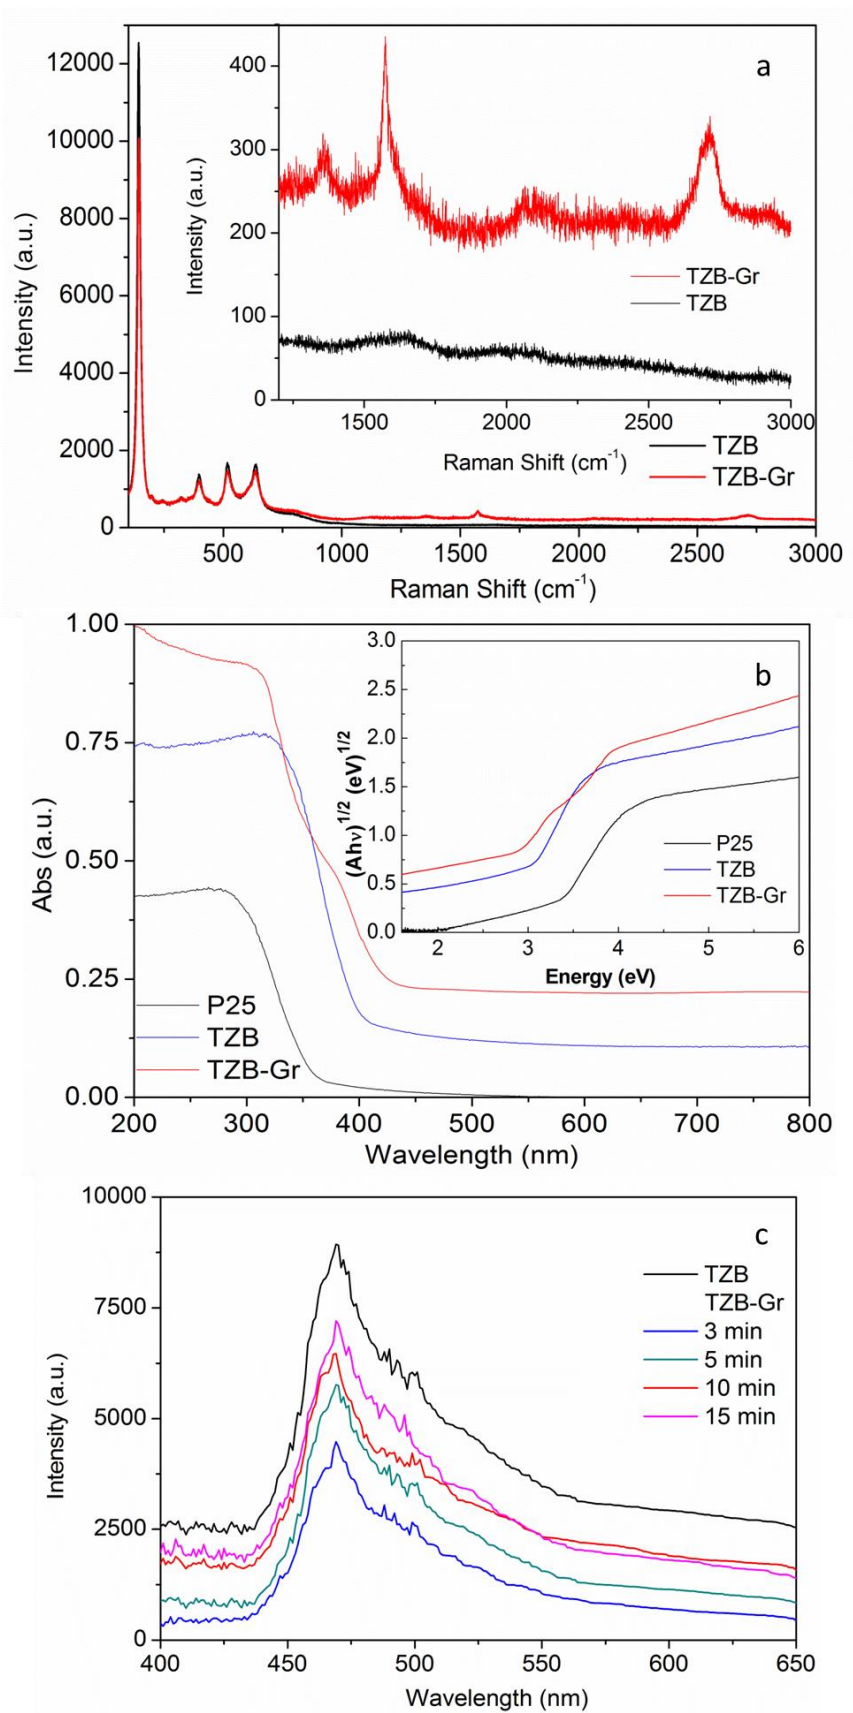 a
12000
10000
8000
6000
4000
2000
0
Intensity (a.u.)
400
300
200
100
0
Intensity (a.u.)
TZB-Gr
TZB
1500 2000 2500 3000
Raman Shift (cm-1)
TZB
TZB-Gr
500 1000 1500 2000 2500 3000
Raman Shift (cm-1)
b
1.00
0.75
0.50
0.25
0.00
Abs (a.u.)
3.0
2.5
2.0
1.5
1.0
0.5
0.0
(Ahν)1/2 (eV)1/2
P25
TZB
TZB-Gr
2 3 4 5 6
Energy (eV)
P25
TZB
TZB-Gr
200 300 400 500 600 700 800
Wavelength (nm)
c
10000
7500
5000
2500
0
Intensity (a.u.)
TZB
TZB-Gr
3 min
5 min
10 min
15 min
400 450 500 550 600 650
Wavelength (nm)